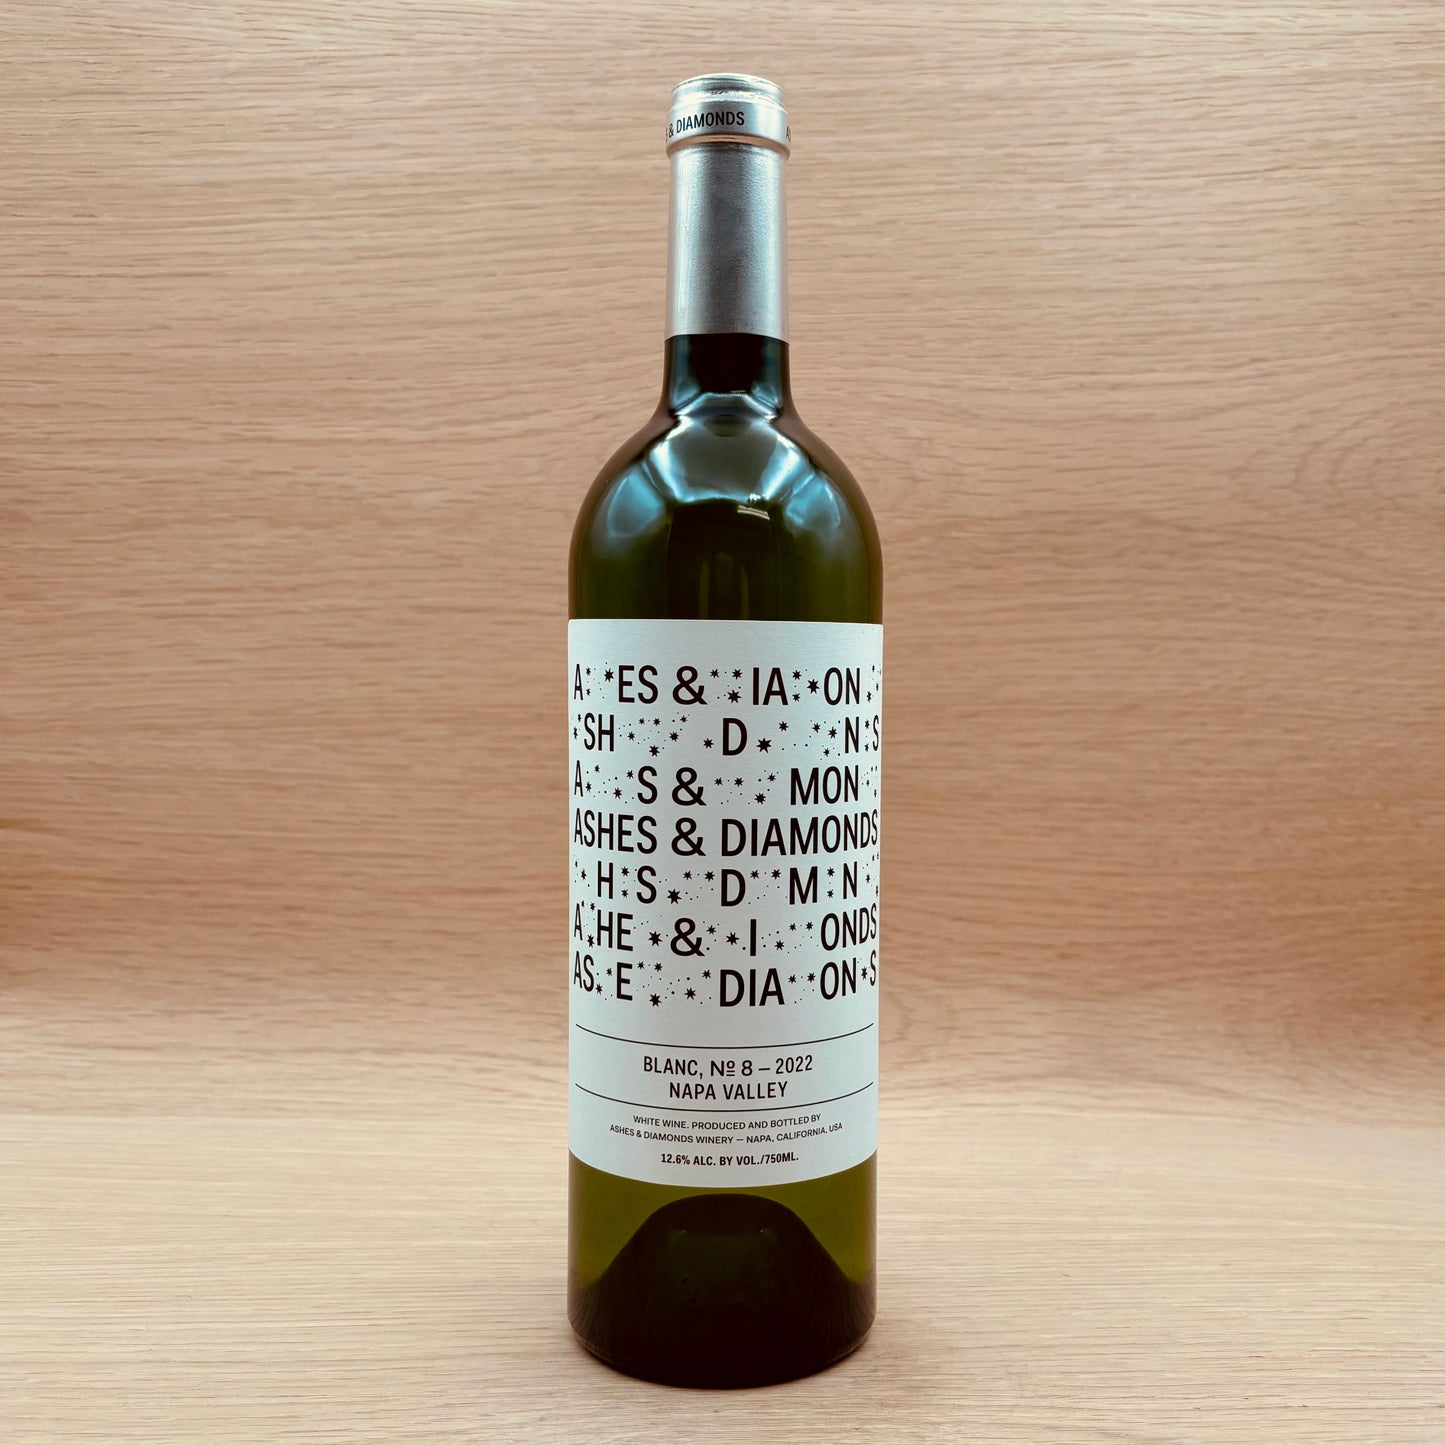 & DIAMONDS
A ES & IA ON
SH D N S
A S & MON
ASHES & DIAMONDS
H S D M N
A HE & I ONDS
AS E DIA ON S
BLANC, Nº 8 – 2022
NAPA VALLEY
WHITE WINE. PRODUCED AND BOTTLED BY
ASHES & DIAMONDS WINERY — NAPA, CALIFORNIA, USA
12.6% ALC. BY VOL./750ML.